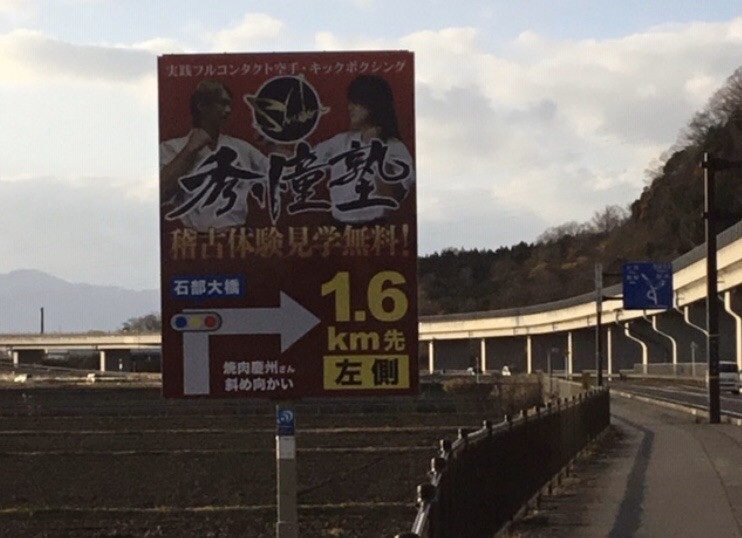 実践フルコンタクト空手・キックボクシング
秀憧塾
稽古体験見学無料!
石部大橋
1.6
km先
左側
焼肉慶州さん
斜め向かい